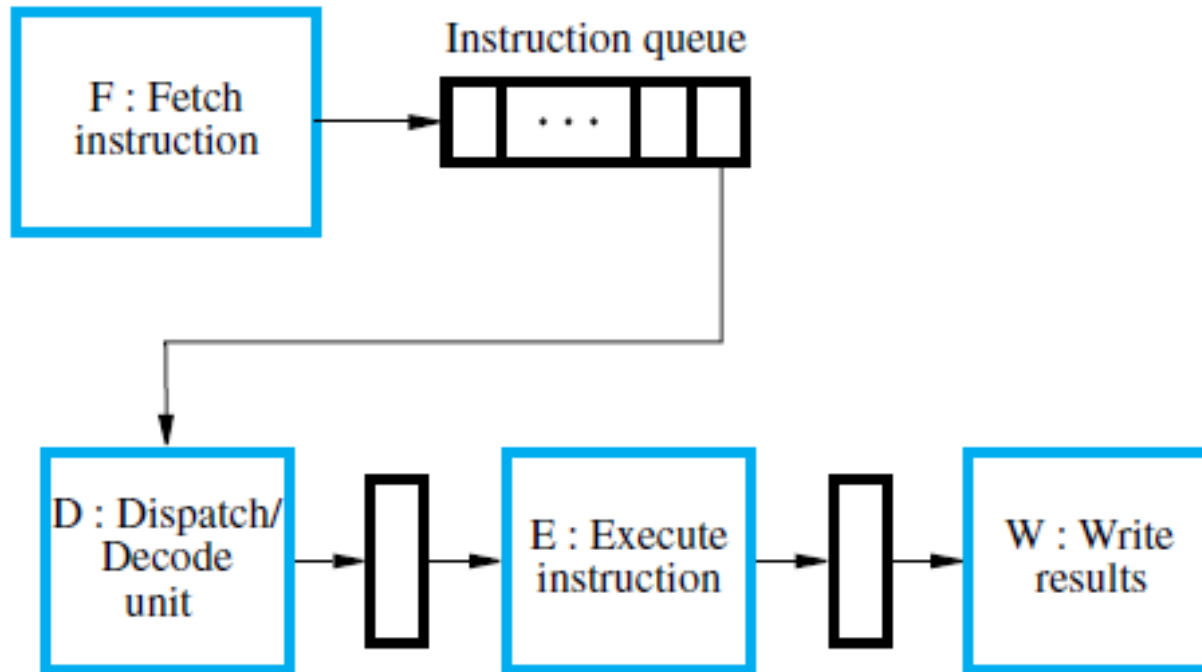 Instruction queue
F : Fetch
instruction
. . .
D : Dispatch/
Decode
unit
E : Execute
instruction
W : Write
results